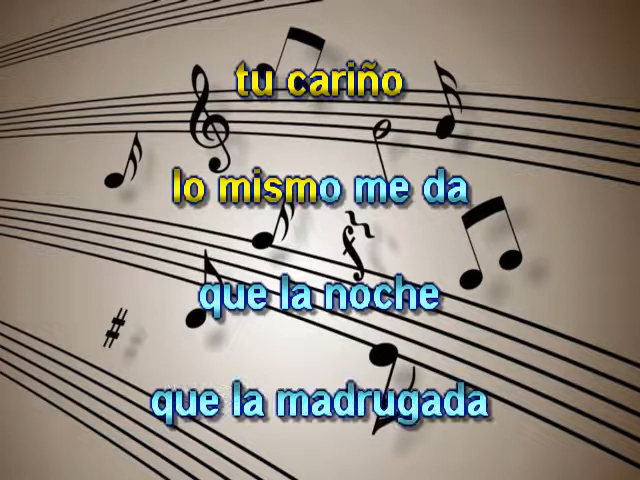 tu cariño
lo mismo me da
que la noche
que la madrugada